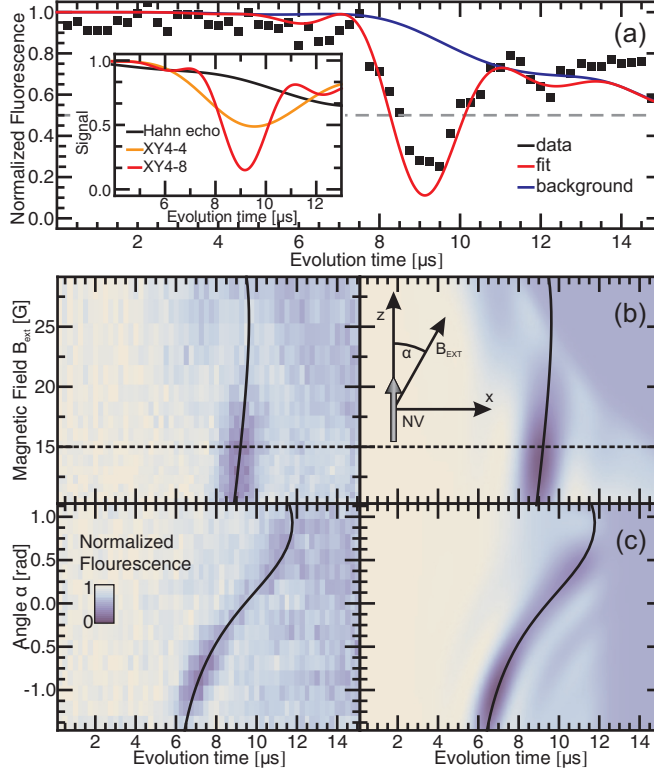 Normalized Fluorescence
1.0
0.8
0.6
0.4
0.2
0.0
(a)
Signal
1.0
0.5
0.0
Hahn echo
XY4-4
XY4-8
4 6 8 10 12
Evolution time [µs]
data
fit
background
2 4 6 8 10 12 14
Evolution time [µs]
Magnetic Field Bext [G]
25
20
15
(b)
z
α
BEXT
x
NV
Angle α [rad]
1.0
0.5
0.0
-0.5
-1.0
Normalized
Flourescence
1
0
(c)
2 4 6 8 10 12 14
2 4 6 8 10 12 14
Evolution time [µs]
Evolution time [µs]